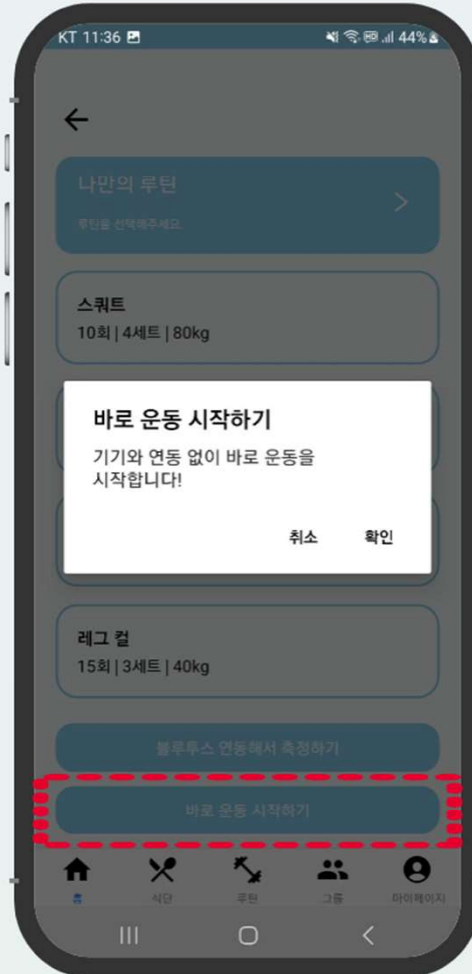 KT 11:36
44%
나만의 루틴
루틴을 선택해주세요.
스쿼트
10회 | 4세트 | 80kg
바로 운동 시작하기
기기와 연동 없이 바로 운동을
시작합니다!
취소 확인
레그 컬
15회 | 3세트 | 40kg
블루투스 연동해서 측정하기
바로 운동 시작하기
홈 식단 루틴 그룹 마이페이지